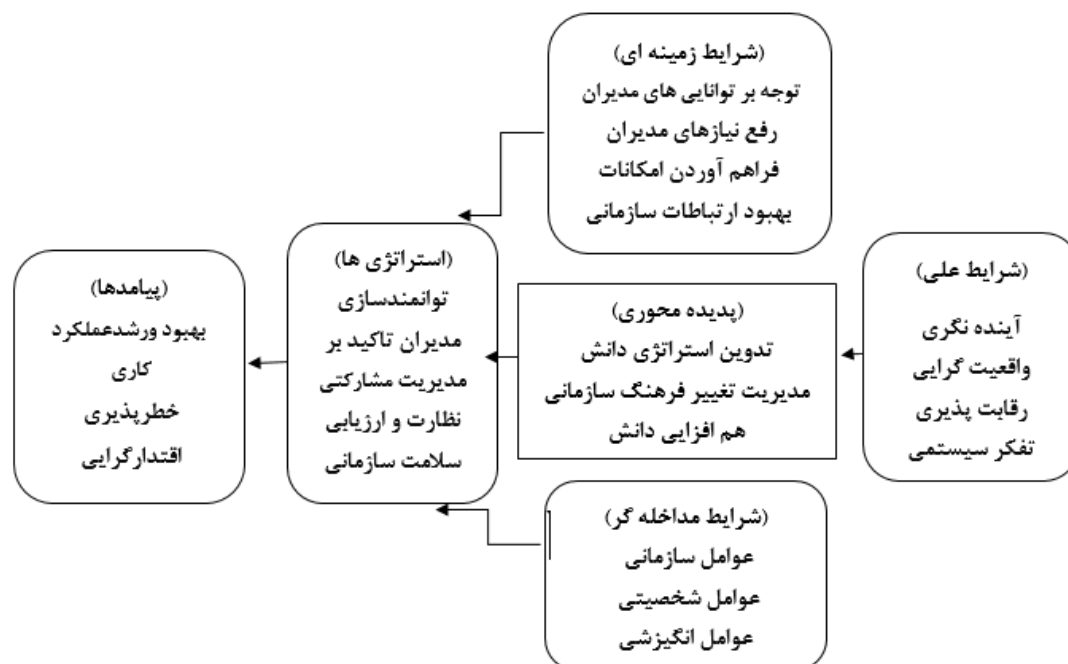 (شرایط زمینه ای)
توجه بر توانایی های مدیران
رفع نیازهای مدیران
فراهم آوردن امکانات
بهبود ارتباطات سازمانی
(شرایط علی)
آینده نگری
واقعیت گرایی
رقابت پذیری
تفکر سیستمی
(پدیده محوری)
تدوین استراتژی دانش
مدیریت تغییر فرهنگ سازمانی
هم افزایی دانش
(استراتژی ها)
توانمندسازی
مدیران تاکید بر
مدیریت مشارکتی
نظارت و ارزیابی
سلامت سازمانی
(پیامدها)
بهبود ورشدعملکرد
کاری
خطرپذیری
اقتدارگرایی
(شرایط مداخله گر)
عوامل سازمانی
عوامل شخصیتی
عوامل انگیزشی